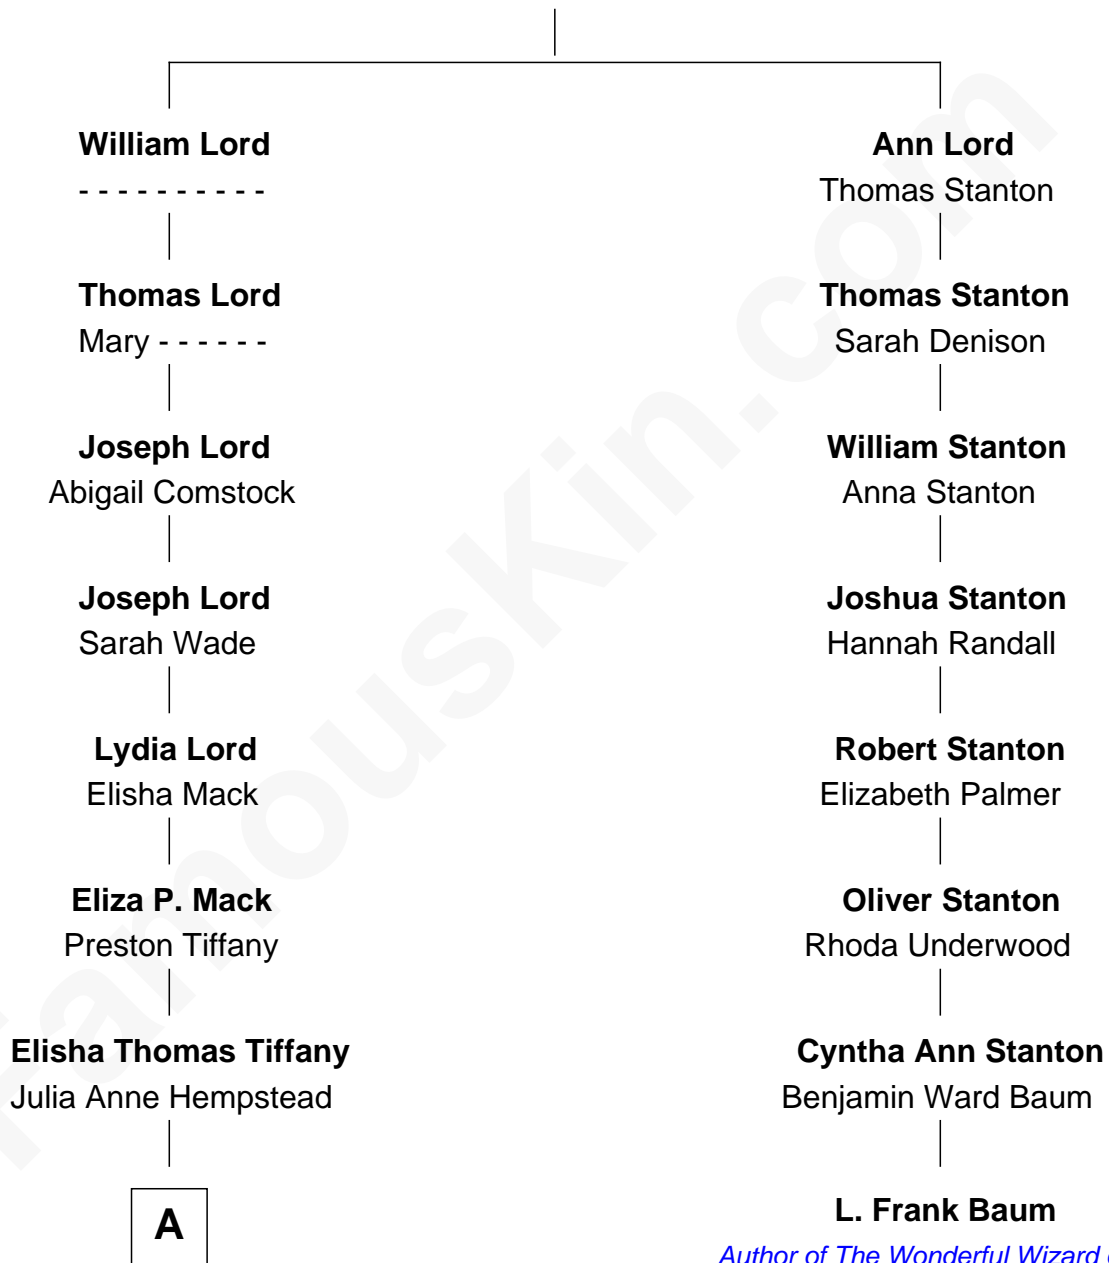 William Lord
- - - - - - - - - -
Thomas Lord
Mary - - - - - -
Joseph Lord
Abigail Comstock
Joseph Lord
Sarah Wade
Lydia Lord
Elisha Mack
Eliza P. Mack
Preston Tiffany
Elisha Thomas Tiffany
Julia Anne Hempstead
A
Ann Lord
Thomas Stanton
Thomas Stanton
Sarah Denison
William Stanton
Anna Stanton
Joshua Stanton
Hannah Randall
Robert Stanton
Elizabeth Palmer
Oliver Stanton
Rhoda Underwood
Cyntha Ann Stanton
Benjamin Ward Baum
L. Frank Baum
Author of The Wonderful Wizard
FamousKin.com